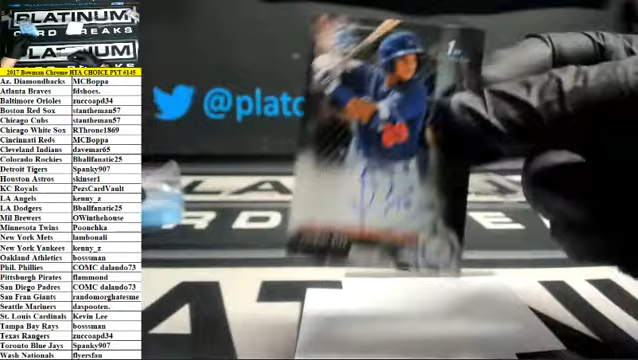 PLATINUM
CARD BREAKS
PLATINUM
2017 Bowman Chrome HTA CHOICE PYT #145
Az. Diamondbacks MCBoppa
Atlanta Braves fdshoes.
Baltimore Orioles zuccoapd34
Boston Red Sox stantheman57
Chicago Cubs stantheman57
Chicago White Sox RThrone1869
Cincinnati Reds MCBoppa
Cleveland Indians davemar65
Colorado Rockies Bballfanatic25
Detroit Tigers Spanky907
Houston Astros skinser1
KC Royals PezsCardVault
LA Angels kenny_z
LA Dodgers Bballfanatic25
Mil Brewers OWinthehouse
Minnesota Twins Poonchka
New York Mets lambonali
New York Yankees kenny_z
Oakland Athletics bosssman
Phil. Phillies COMC dalando73
Pittsburgh Pirates flammond
San Diego Padres COMC dalando73
San Fran Giants randomorghatesme
Seattle Mariners daspooten.
St. Louis Cardinals Kevin Lee
Tampa Bay Rays bosssman
Texas Rangers zuccoapd34
Toronto Blue Jays Spanky907
Wash Nationals flyersfan
@platc